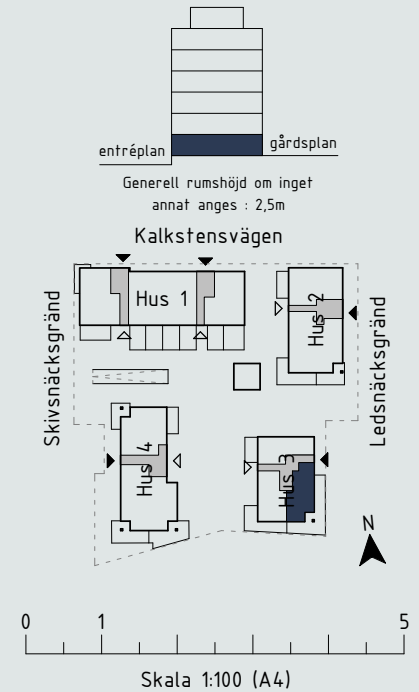 entréplan
gårdsplan
Generell rumshöjd om inget
annat anges : 2,5m
Kalkstensvägen
Hus 1
Hus 2
Skivsnäcksgränd
Ledsnäcksgränd
Hus 4
Hus 3
N
0 1 5
Skala 1:100 (A4)